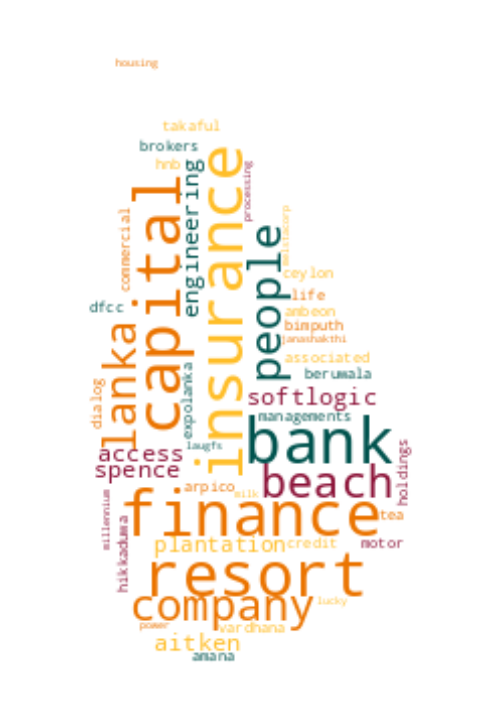 housing
takaful
brokers
hnb
engineering
insurance
processing
capital
commercial
people
melstacorp
ceylon
life
dfcc
ambeon
bimputh
janashakthi
lanka
associated
beruwala
dialog
expolanka
softlogic
managements
laugfs
bank
access
spence
beach
holdings
arpico
milk
millennium
finance
tea
hikkaduwa
plantation
credit
motor
resort
company
lucky
power
vardhana
aitken
amana